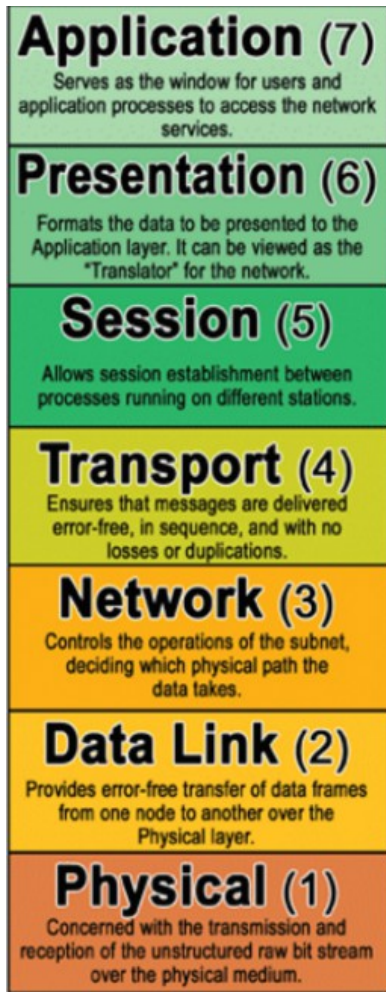 Application (7)
Serves as the window for users and
application processes to access the network
services.
Presentation (6)
Formats the data to be presented to the
Application layer. It can be viewed as the
"Translator" for the network.
Session (5)
Allows session establishment between
processes running on different stations.
Transport (4)
Ensures that messages are delivered
error-free, in sequence, and with no
losses or duplications.
Network (3)
Controls the operations of the subnet,
deciding which physical path the
data takes.
Data Link (2)
Provides error-free transfer of data frames
from one node to another over the
Physical layer.
Physical (1)
Concerned with the transmission and
reception of the unstructured raw bit stream
over the physical medium.